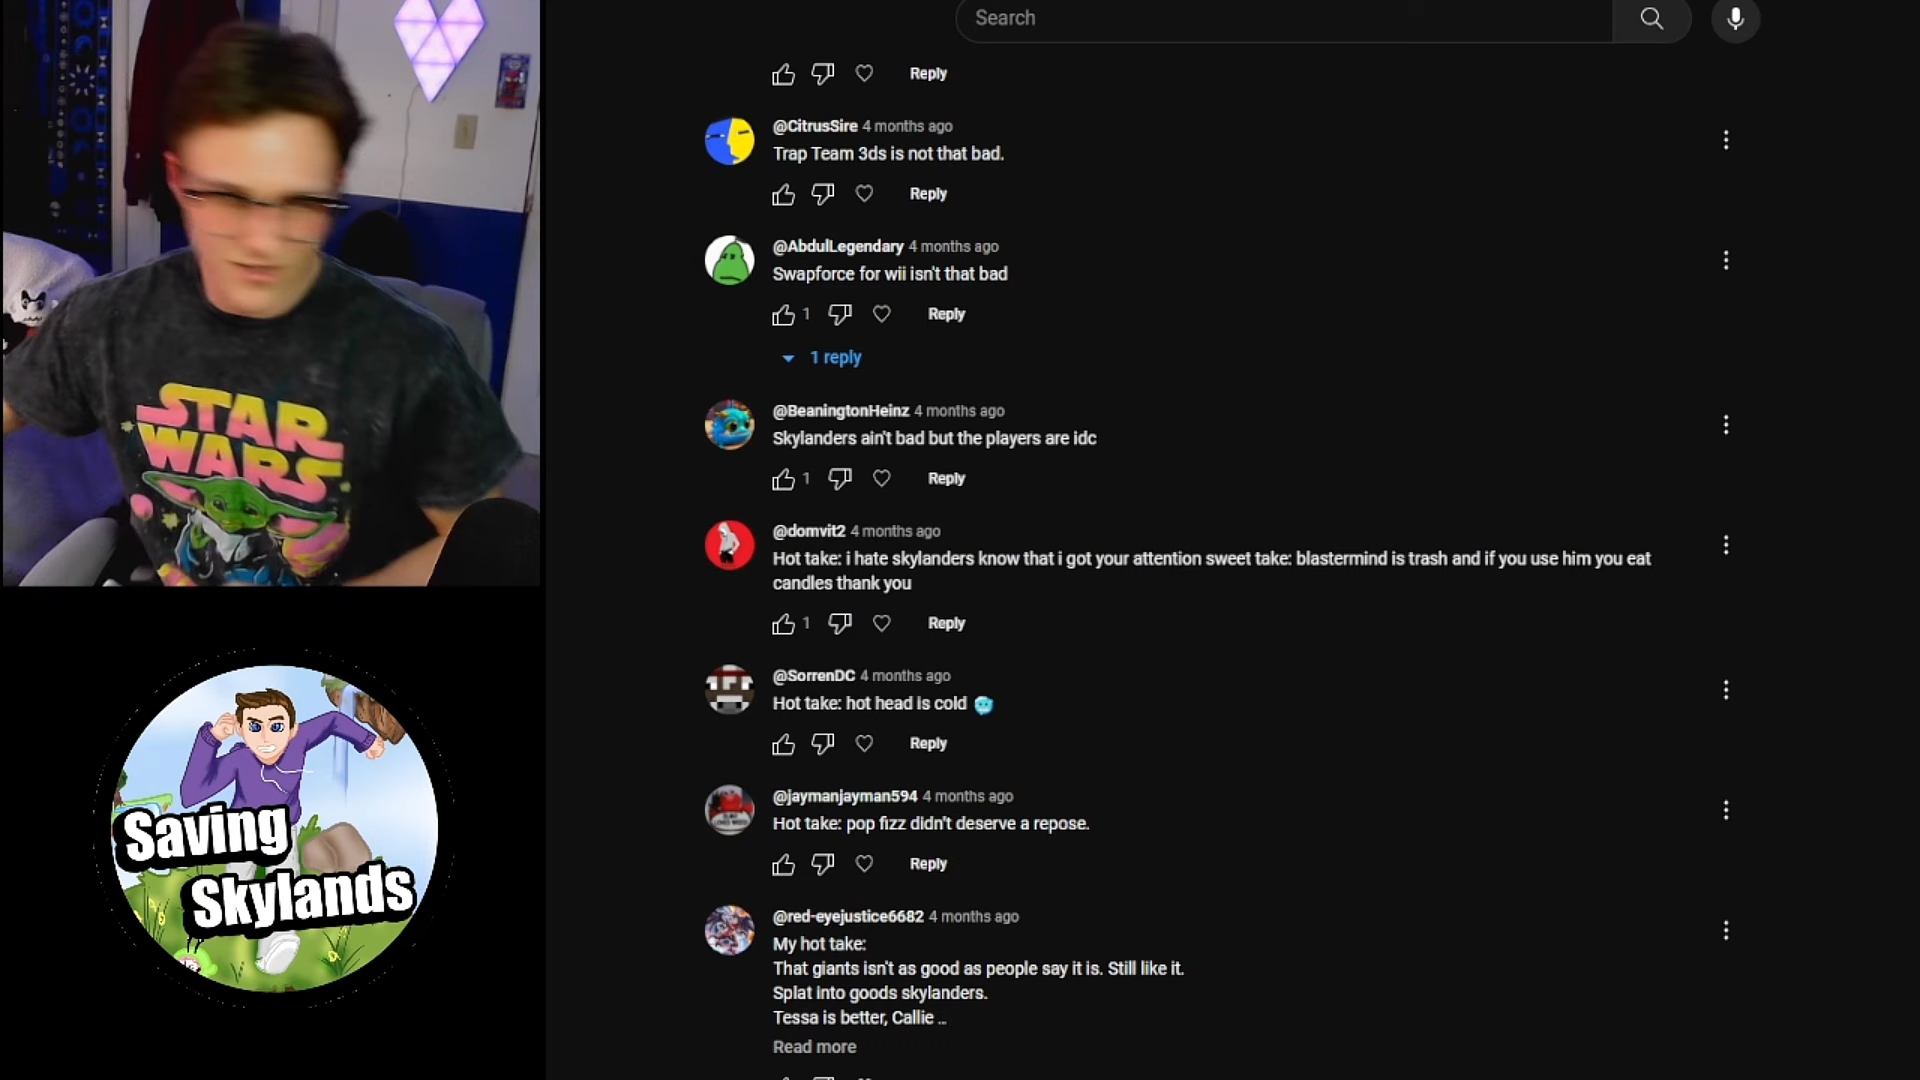 Search
Reply
@CitrusSire 4 months ago
Trap Team 3ds is not that bad.
Reply
@AbdulLegendary 4 months ago
Swapforce for wii isn't that bad
1 Reply
1 reply
@BeaningtonHeinz 4 months ago
Skylanders ain't bad but the players are idc
1 Reply
@domvit2 4 months ago
Hot take: i hate skylanders know that i got your attention sweet take: blastermind is trash and if you use him you eat
candles thank you
1 Reply
@SorrenDC 4 months ago
Hot take: hot head is cold 🥶
Reply
@jaymanjayman594 4 months ago
Hot take: pop fizz didn't deserve a repose.
Reply
@red-eyejustice6682 4 months ago
My hot take:
That giants isn't as good as people say it is. Still like it.
Splat into goods skylanders.
Tessa is better, Callie ...
Read more
STAR
WARS
Saving
Skylands